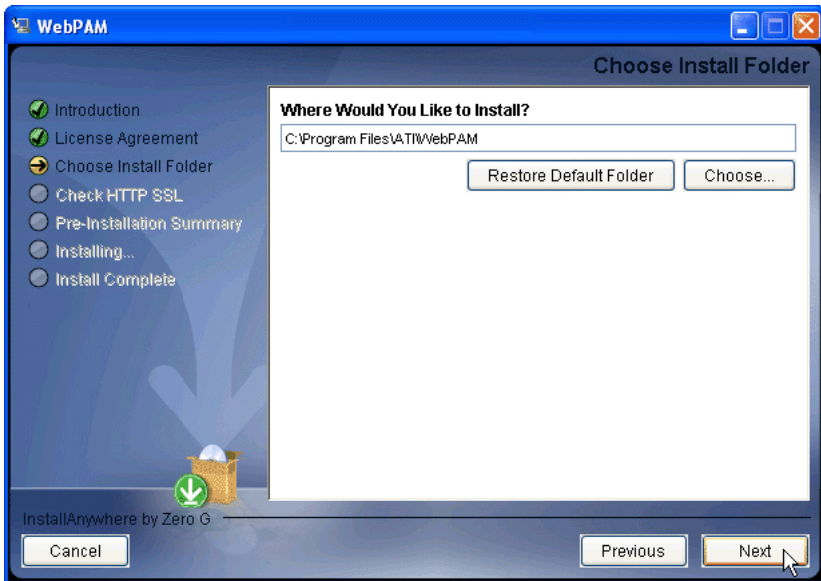 WebPAM
Choose Install Folder
Introduction
License Agreement
Choose Install Folder
Check HTTP SSL
Pre-Installation Summary
Installing...
Install Complete
Where Would You Like to Install?
C:\Program Files\ATI\WebPAM
Restore Default Folder
Choose...
InstallAnywhere by Zero G
Cancel
Previous
Next